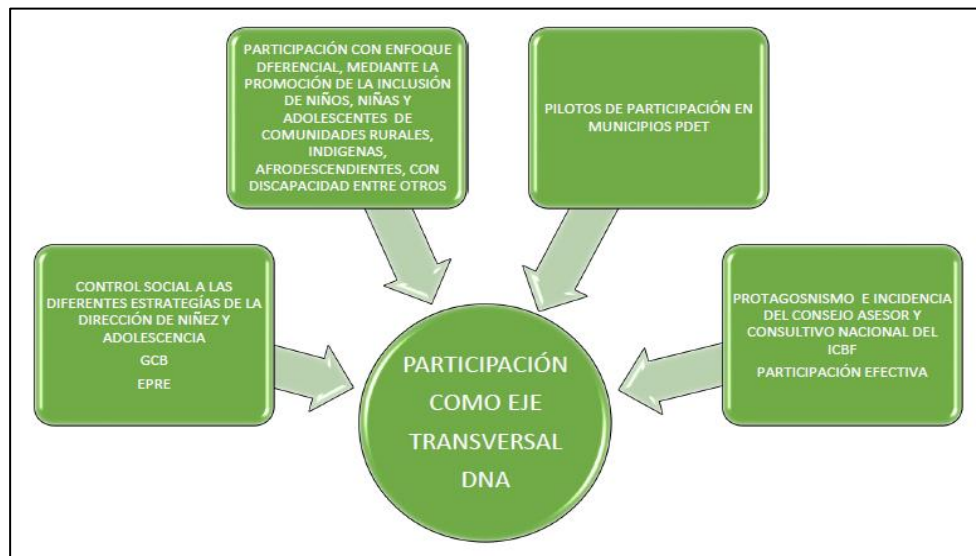 PARTICIPACIÓN CON ENFOQUE
DFERENCIAL, MEDIANTE LA
PROMOCIÓN DE LA INCLUSIÓN
DE NIÑOS, NIÑAS Y
ADOLESCENTES DE
COMUNIDADES RURALES,
INDIGENAS,
AFRODESCENDIENTES, CON
DISCAPACIDAD ENTRE OTROS
PILOTOS DE PARTICIPACIÓN EN
MUNICIPIOS PDET
CONTROL SOCIAL A LAS
DIFERENTES ESTRATEGÍAS DE LA
DIRECCIÓN DE NIÑEZ Y
ADOLESCENCIA
GCB
EPRE
PROTAGOSNISMO E INCIDENCIA
DEL CONSEJO ASESOR Y
CONSULTIVO NACIONAL DEL
ICBF
PARTICIPACIÓN EFECTIVA
PARTICIPACIÓN
COMO EJE
TRANSVERSAL
DNA